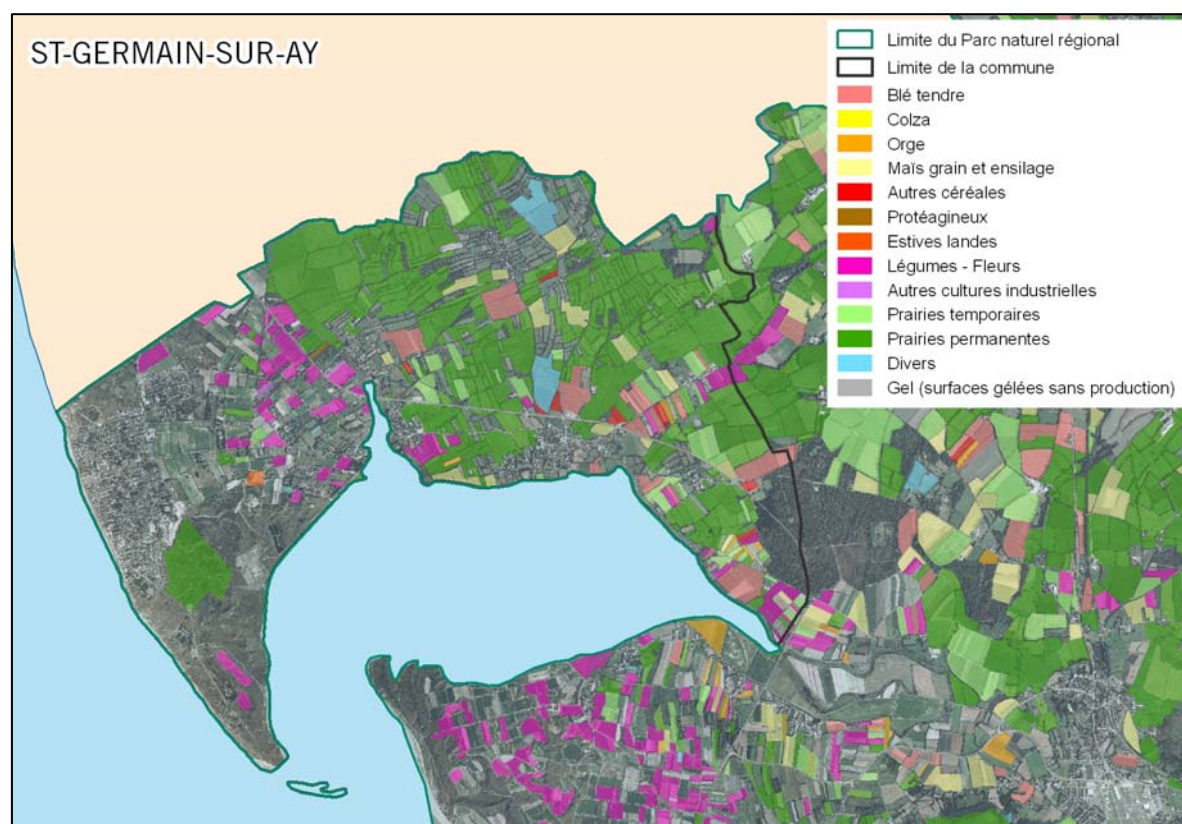 ST-GERMAIN-SUR-AY
Limite du Parc naturel régional
Limite de la commune
Blé tendre
Colza
Orge
Maïs grain et ensilage
Autres céréales
Protéagineux
Estives landes
Légumes - Fleurs
Autres cultures industrielles
Prairies temporaires
Prairies permanentes
Divers
Gel (surfaces gélées sans production)